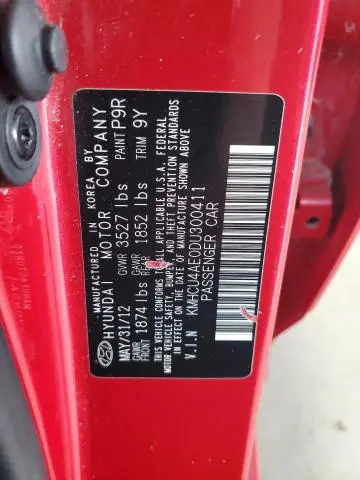 MANUFACTURED IN KOREA BY
HYUNDAI MOTOR COMPANY
MAY/31/12 GVWR 3527 lbs PAINT P9R
GAWR FRONT 1874 lbs GAWR REAR 1852 lbs TRIM 9Y
THIS VEHICLE CONFORMS TO ALL APPLICABLE U.S.A. FEDERAL
MOTOR VEHICLE SAFETY, BUMPER, AND THEFT PREVENTION STANDARDS
IN EFFECT ON THE DATE OF MANUFACTURE SHOWN ABOVE.
V.I.N KMHCU4AE0DU300411
PASSENGER CAR